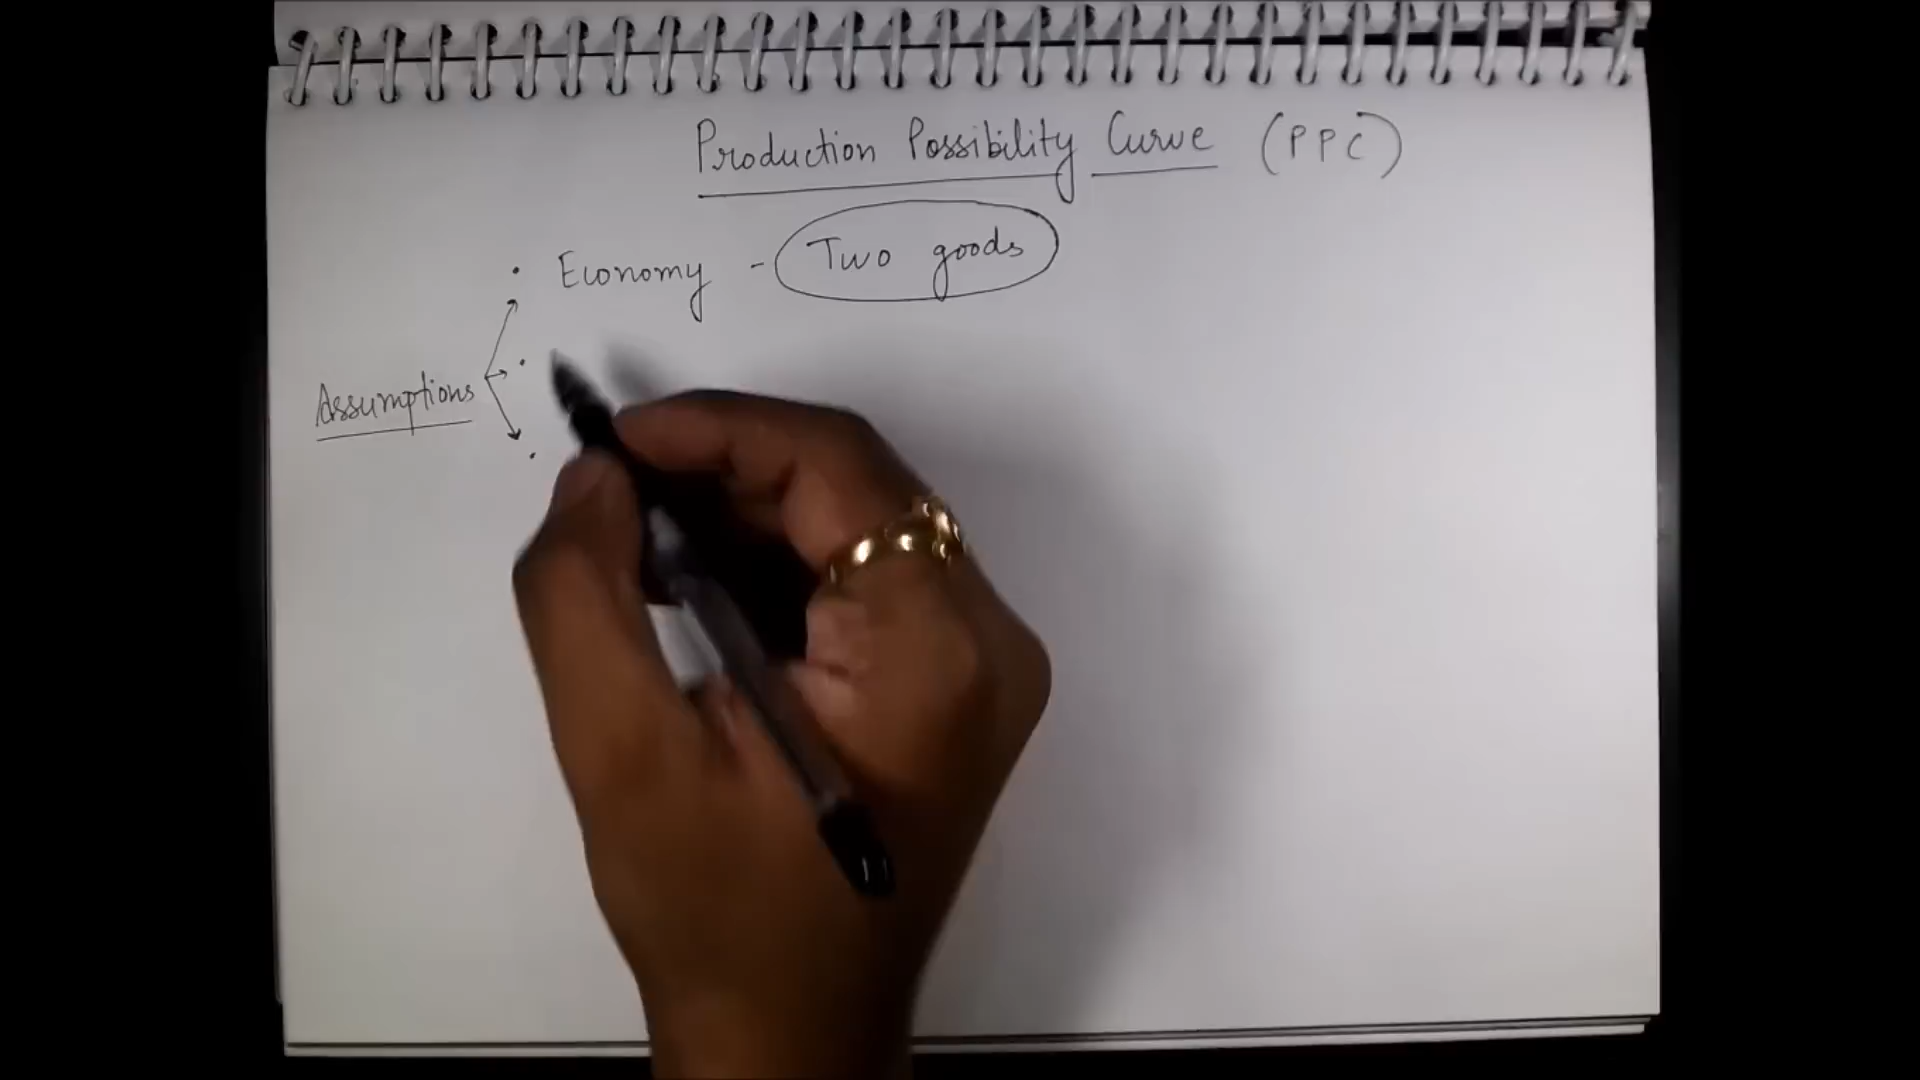 Production Possibility Curve (PPC)
• Economy - Two goods
Assumptions